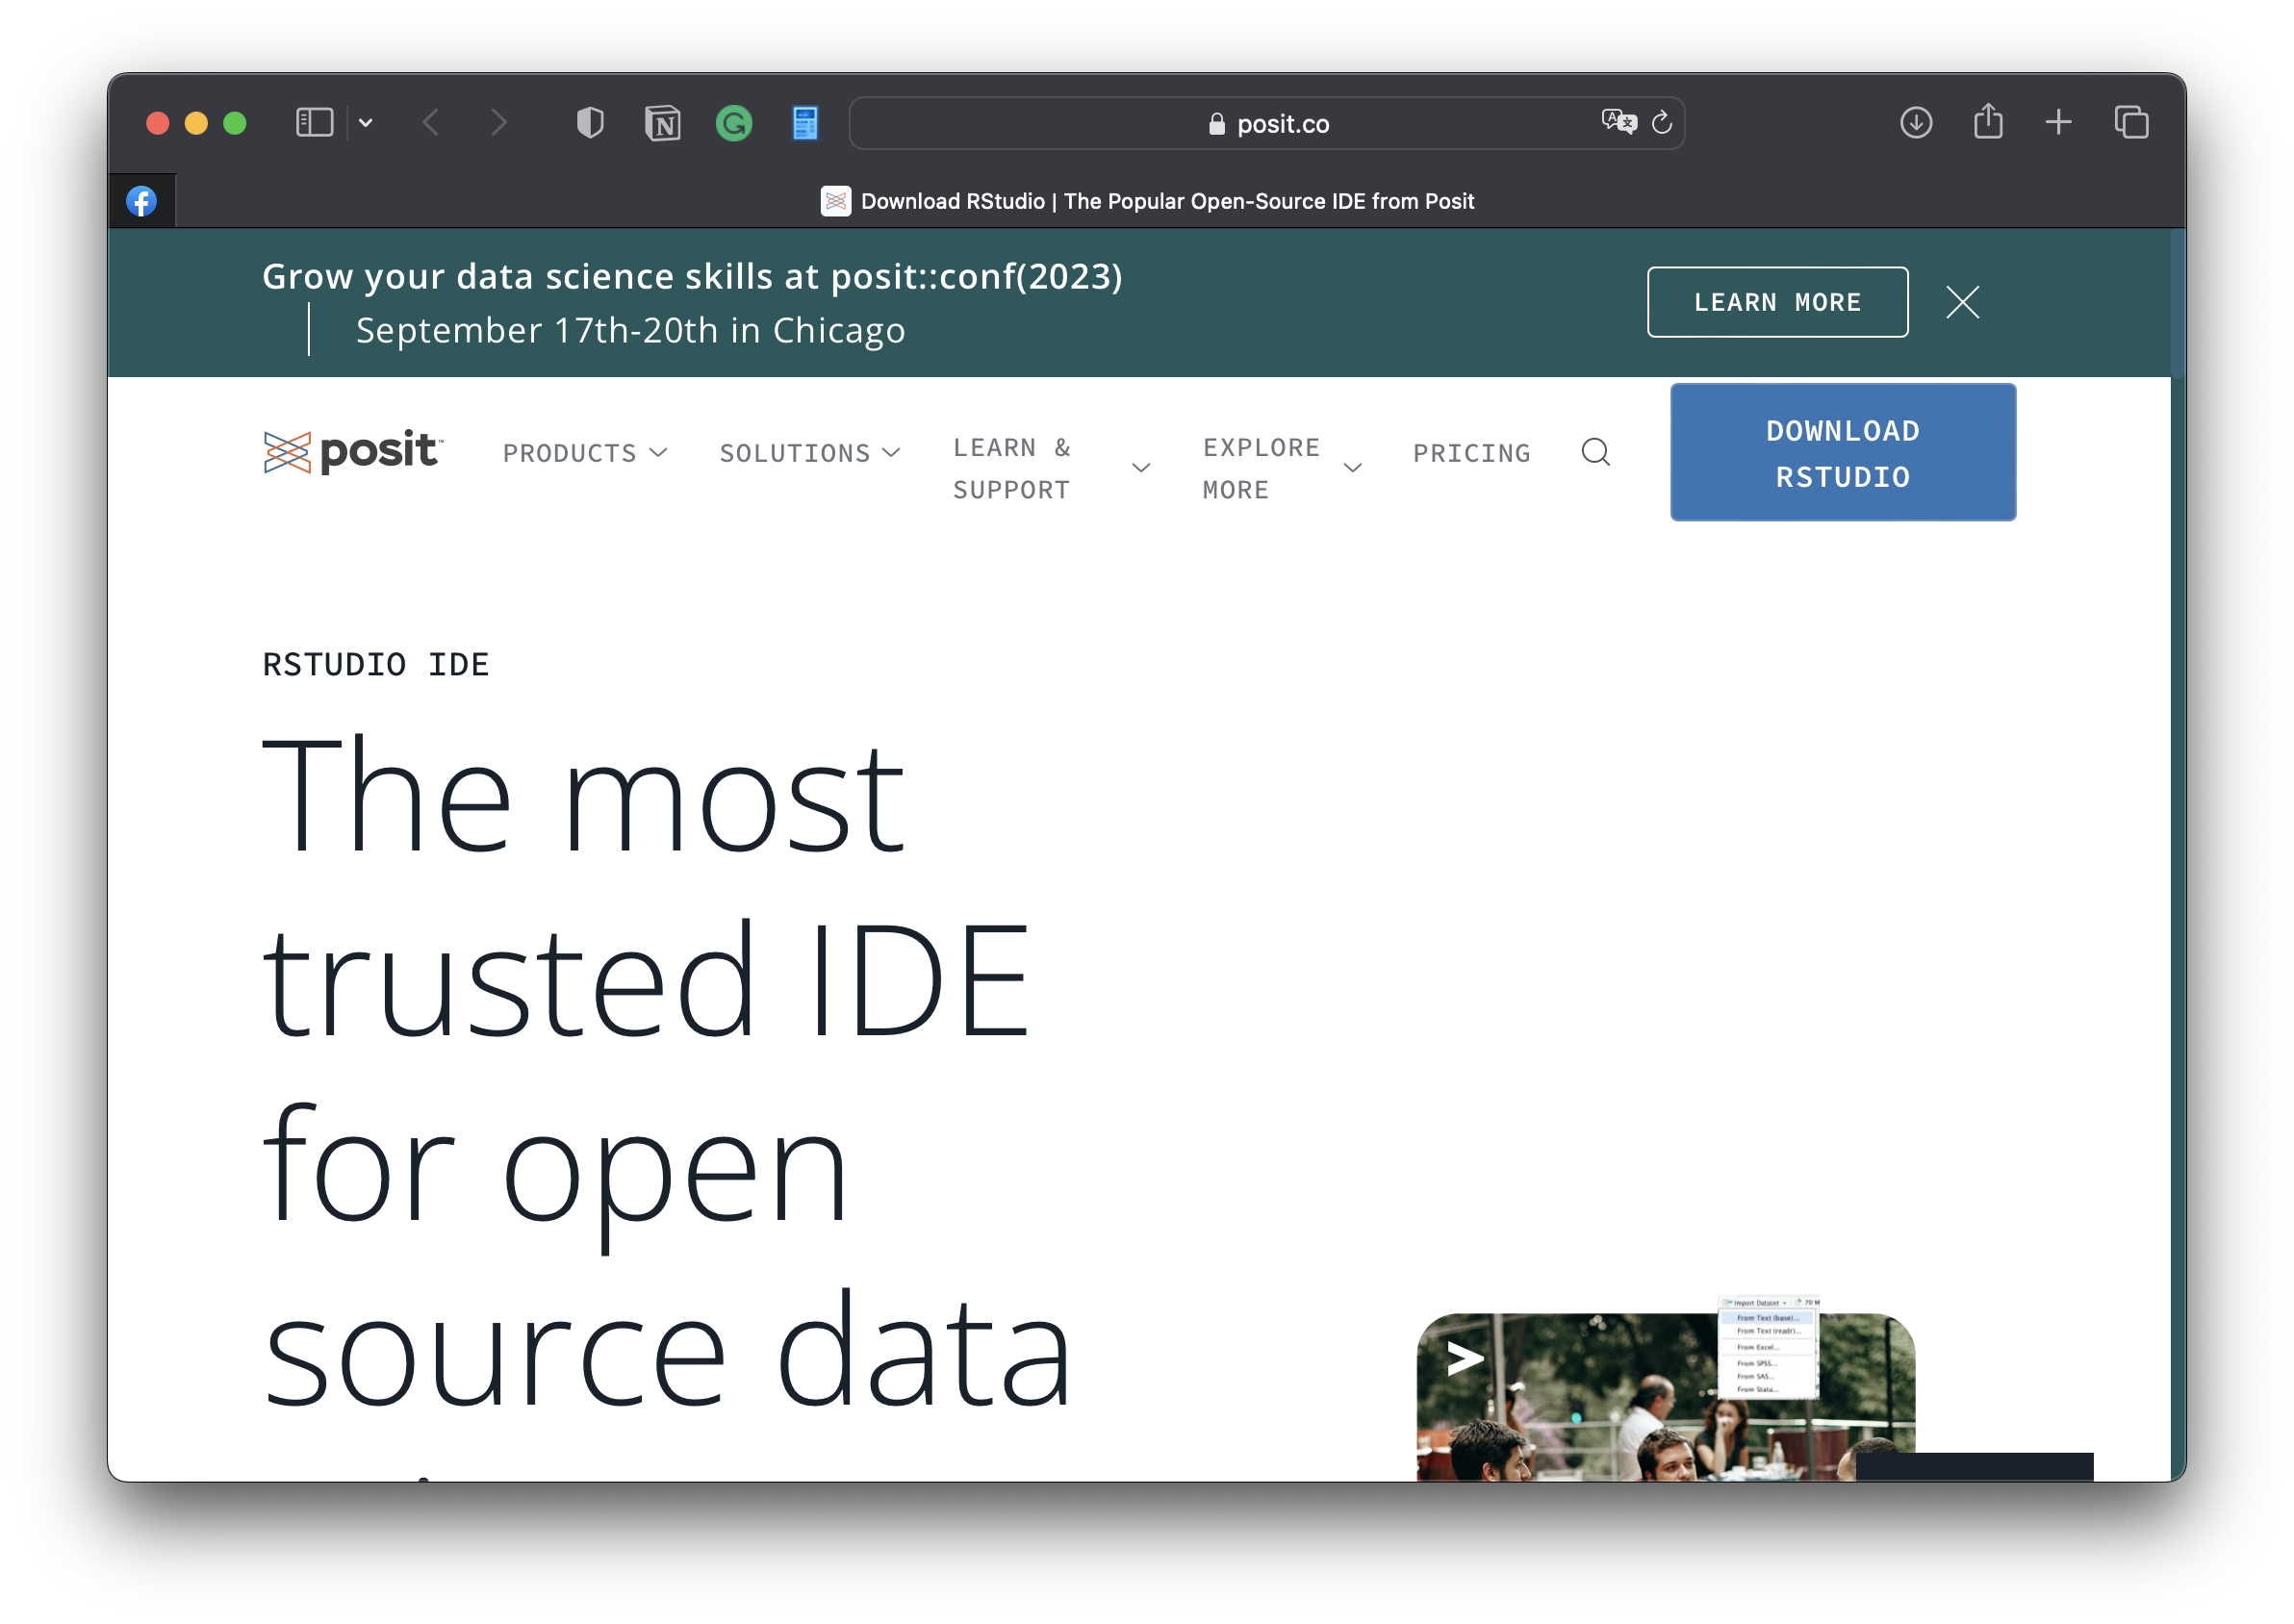 posit.co
Download RStudio | The Popular Open-Source IDE from Posit
Grow your data science skills at posit::conf(2023)
September 17th-20th in Chicago
LEARN MORE
posit™
PRODUCTS
SOLUTIONS
LEARN &
SUPPORT
EXPLORE
MORE
PRICING
DOWNLOAD
RSTUDIO
RSTUDIO IDE
The most
trusted IDE
for open
source data
Import Dataset
70 M
From Text (base)...
From Text (readr)...
From Excel...
From SPSS...
From SAS...
From Stata...